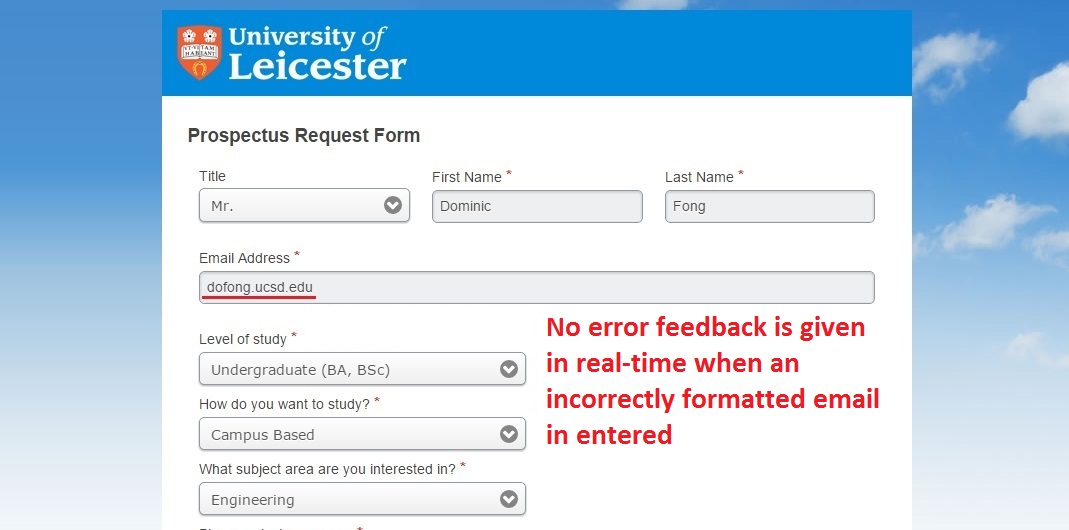 University of
Leicester
VT VITAM
HABEANT
Prospectus Request Form
Title
First Name *
Last Name *
Mr.
Dominic
Fong
Email Address *
dofong.ucsd.edu
No error feedback is given
in real-time when an
incorrectly formatted email
in entered
Level of study *
Undergraduate (BA, BSc)
How do you want to study? *
Campus Based
What subject area are you interested in? *
Engineering